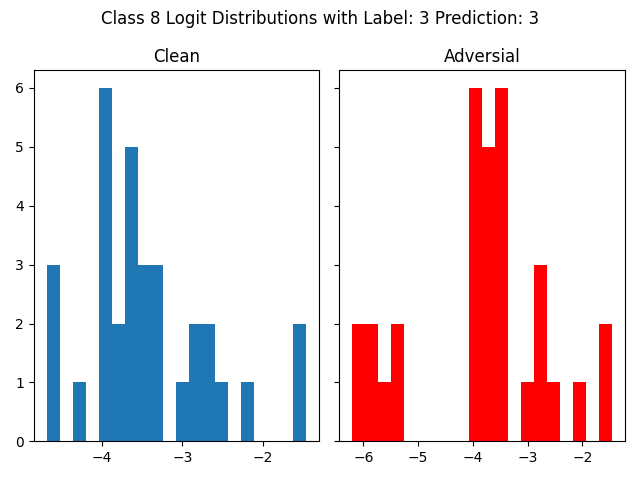 Class 8 Logit Distributions with Label: 3 Prediction: 3
Clean
Adversial
6
5
4
3
2
1
0
−4 −3 −2
−6 −5 −4 −3 −2